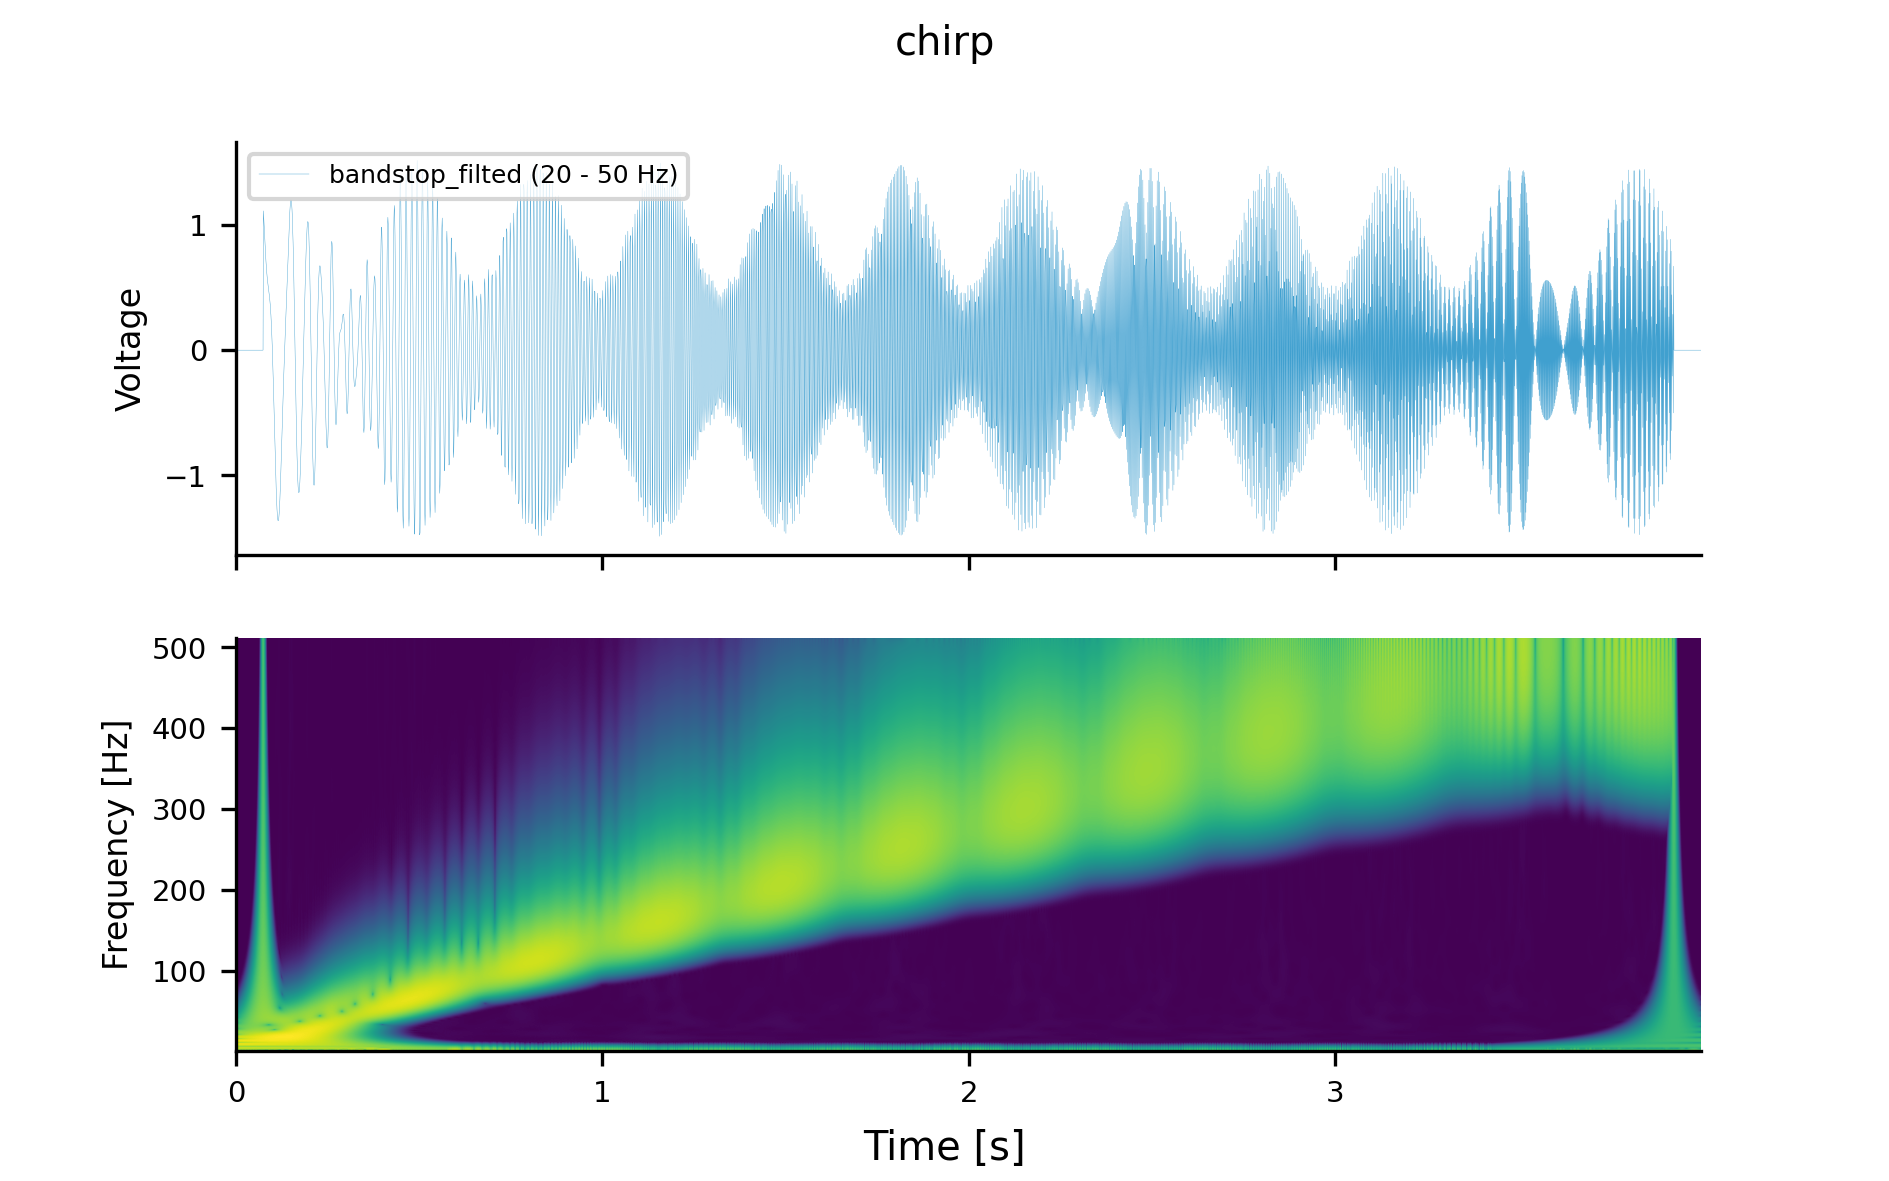 chirp
bandstop_filted (20 - 50 Hz)
Voltage
1
0
−1
Frequency [Hz]
500
400
300
200
100
0 1 2 3
Time [s]